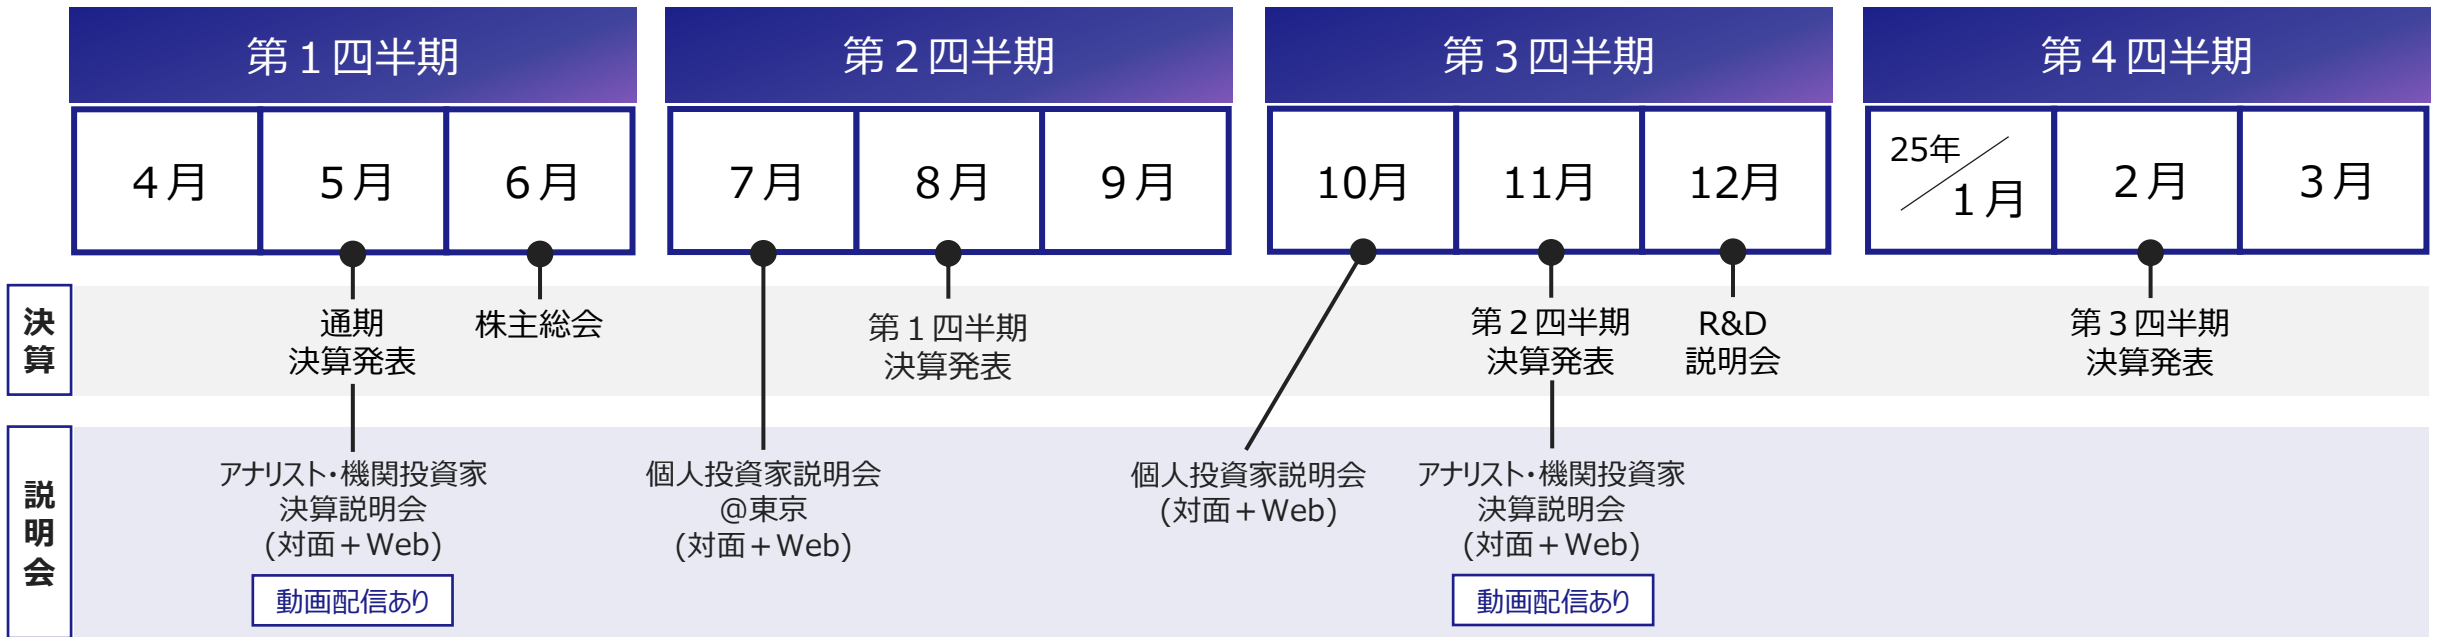 第１四半期
第２四半期
第３四半期
第４四半期
４月
５月
６月
７月
８月
９月
10月
11月
12月
25年
１月
２月
３月
決算
通期
決算発表
株主総会
第１四半期
決算発表
第２四半期
決算発表
R&D
説明会
第３四半期
決算発表
説明会
アナリスト・機関投資家
決算説明会
(対面＋Web)
動画配信あり
個人投資家説明会
@東京
(対面＋Web)
個人投資家説明会
(対面＋Web)
アナリスト・機関投資家
決算説明会
(対面＋Web)
動画配信あり